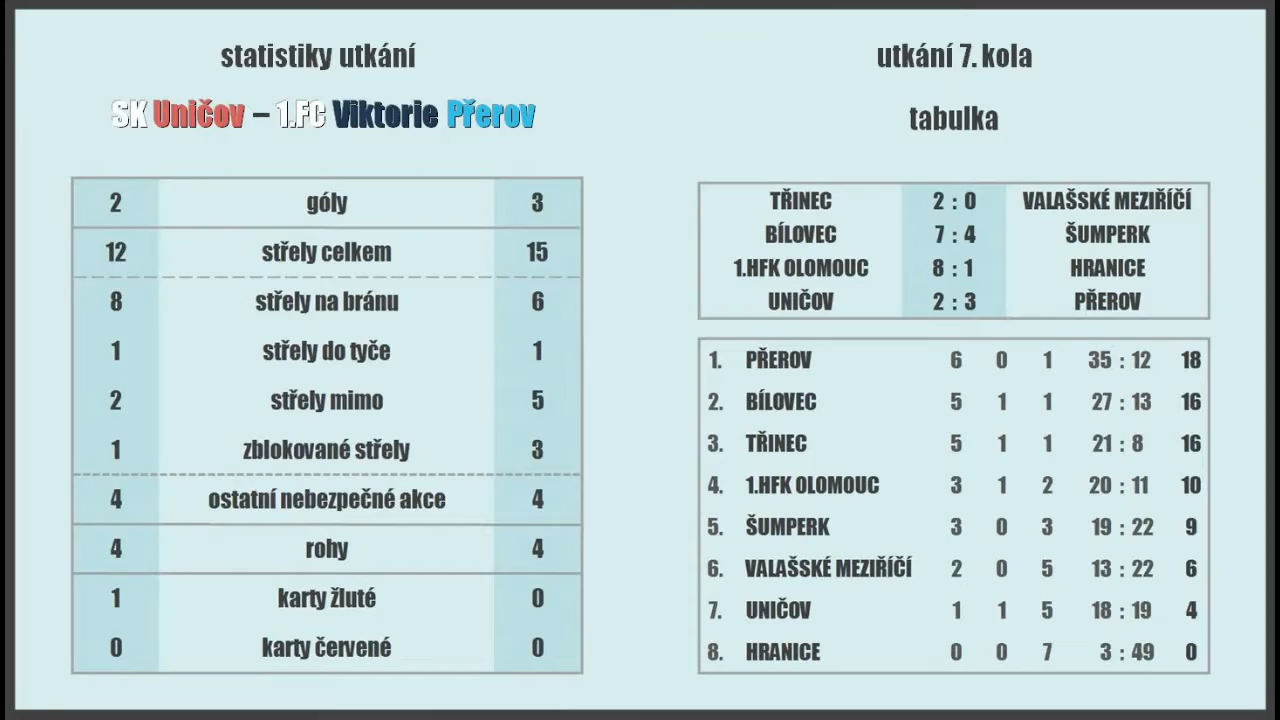 statistiky utkání
SK Uničov – 1.FC Viktorie Přerov
2 góly 3
12 střely celkem 15
8 střely na bránu 6
1 střely do tyče 1
2 střely mimo 5
1 zblokované střely 3
4 ostatní nebezpečné akce 4
4 rohy 4
1 karty žluté 0
0 karty červené 0
utkání 7. kola
tabulka
TŘINEC 2 : 0 VALAŠSKÉ MEZIŘÍČÍ
BÍLOVEC 7 : 4 ŠUMPERK
1.HFK OLOMOUC 8 : 1 HRANICE
UNIČOV 2 : 3 PŘEROV
1. PŘEROV 6 0 1 35 : 12 18
2. BÍLOVEC 5 1 1 27 : 13 16
3. TŘINEC 5 1 1 21 : 8 16
4. 1.HFK OLOMOUC 3 1 2 20 : 11 10
5. ŠUMPERK 3 0 3 19 : 22 9
6. VALAŠSKÉ MEZIŘÍČÍ 2 0 5 13 : 22 6
7. UNIČOV 1 1 5 18 : 19 4
8. HRANICE 0 0 7 3 : 49 0